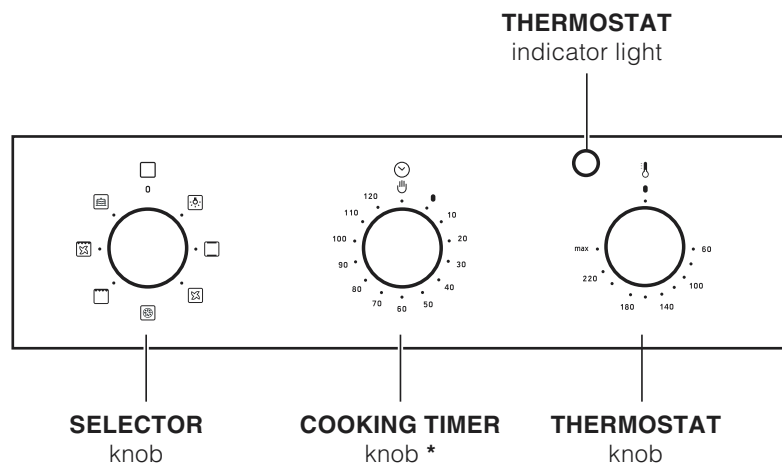 THERMOSTAT
indicator light
0
120
110
100
90
80
70
60
50
40
30
20
10
max
220
180
140
100
60
SELECTOR
knob
COOKING TIMER
knob *
THERMOSTAT
knob